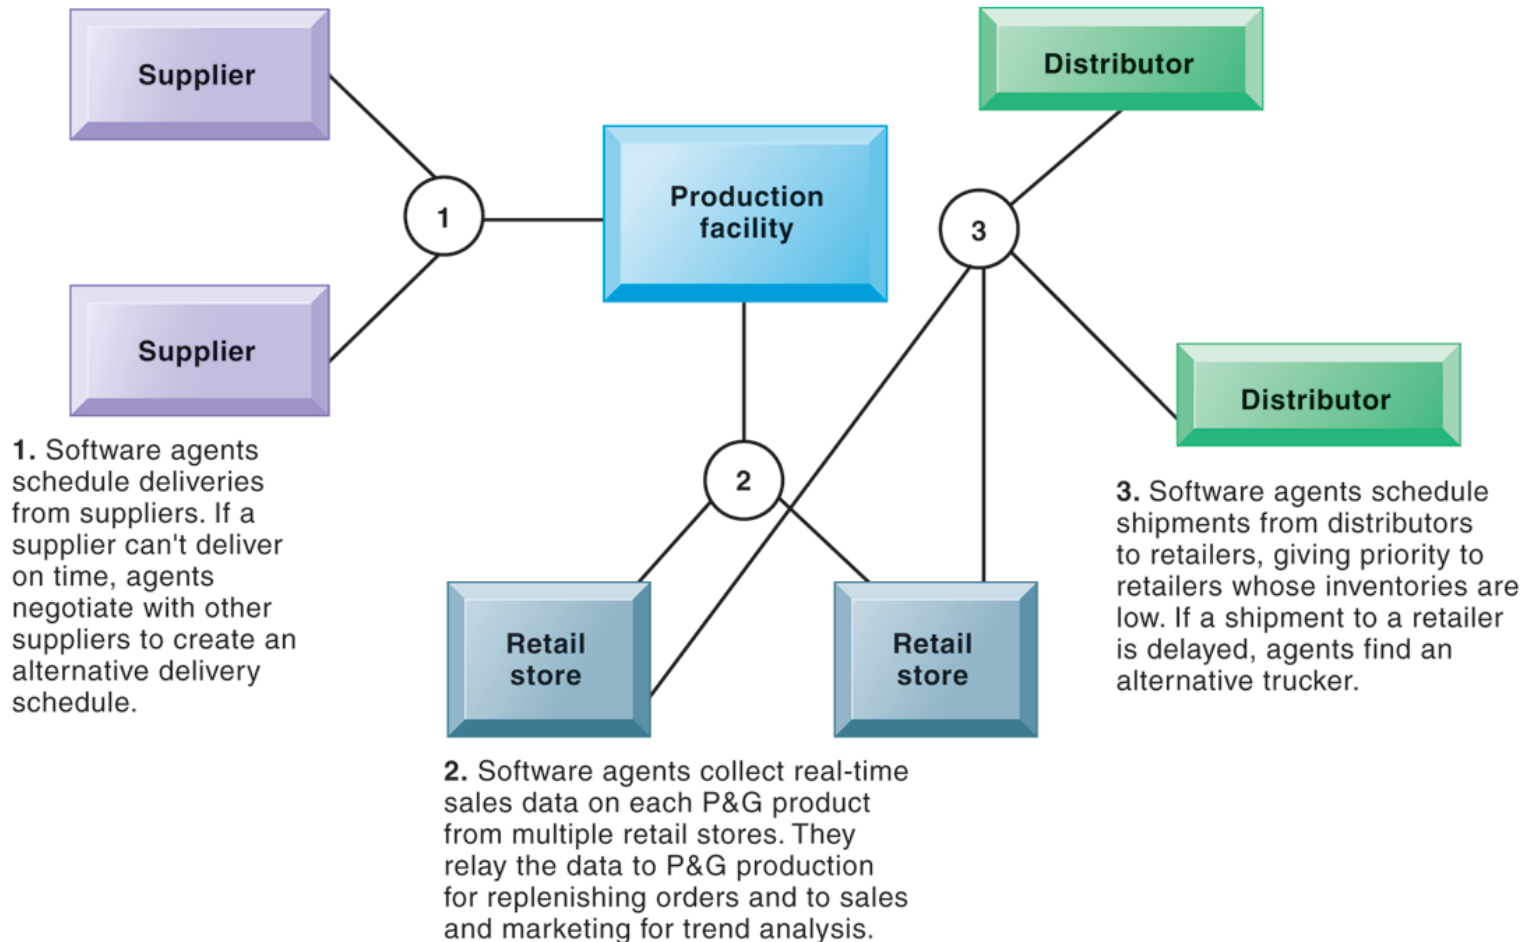 Supplier
Distributor
Production
facility
1
3
Supplier
Distributor
2
Retail
store
Retail
store
1. Software agents
schedule deliveries
from suppliers. If a
supplier can't deliver
on time, agents
negotiate with other
suppliers to create an
alternative delivery
schedule.
3. Software agents schedule
shipments from distributors
to retailers, giving priority to
retailers whose inventories are
low. If a shipment to a retailer
is delayed, agents find an
alternative trucker.
2. Software agents collect real-time
sales data on each P&G product
from multiple retail stores. They
relay the data to P&G production
for replenishing orders and to sales
and marketing for trend analysis.